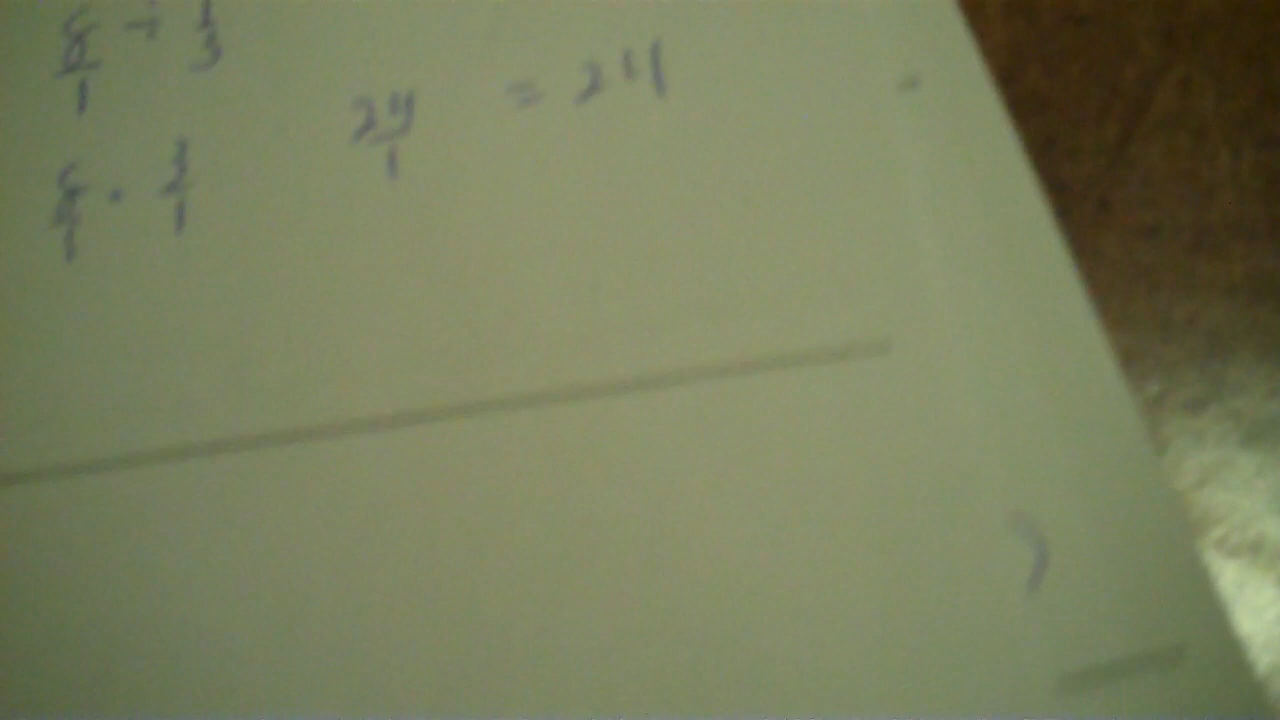 8/1 ÷ 1/3
24/1 = 24
8/1 · 3/1